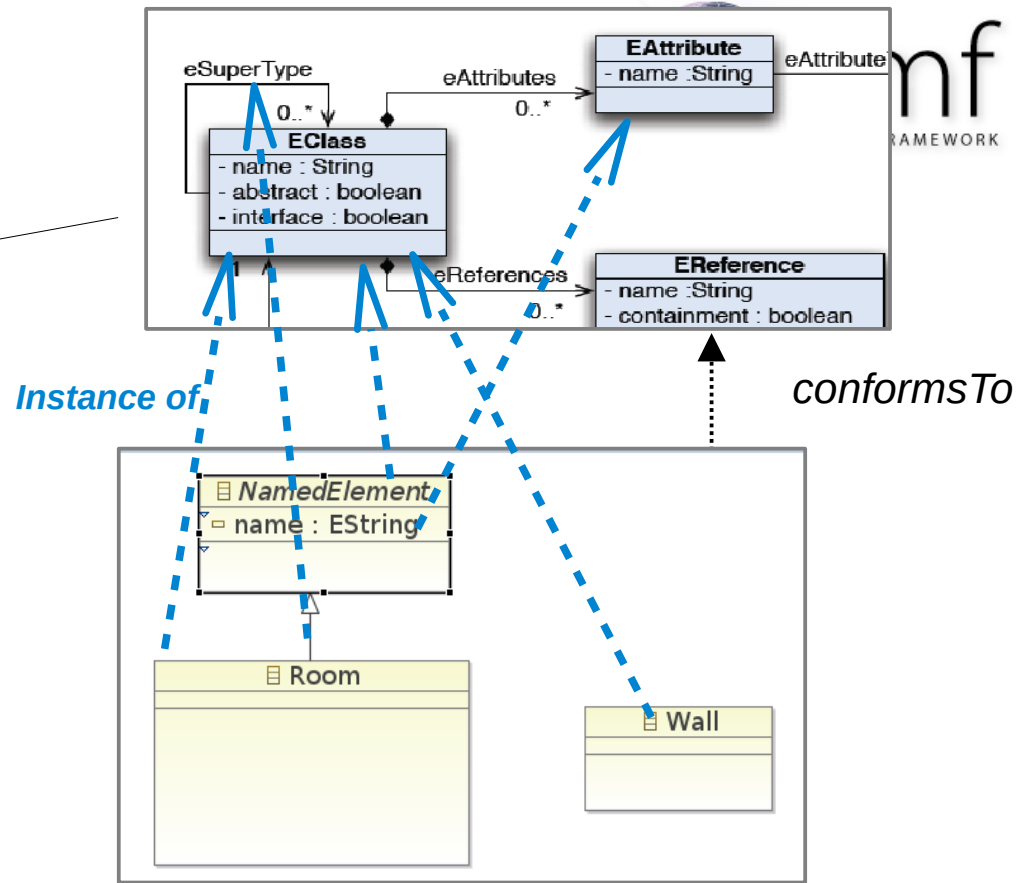 mf
RAMEWORK
eSuperType
0..*
eAttributes
0..*
EAttribute
- name :String
eAttribute
EClass
- name : String
- abstract : boolean
- interface : boolean
1
eReferences
0..*
EReference
- name :String
- containment : boolean
Instance of
conformsTo
NamedElement
name : EString
Room
Wall